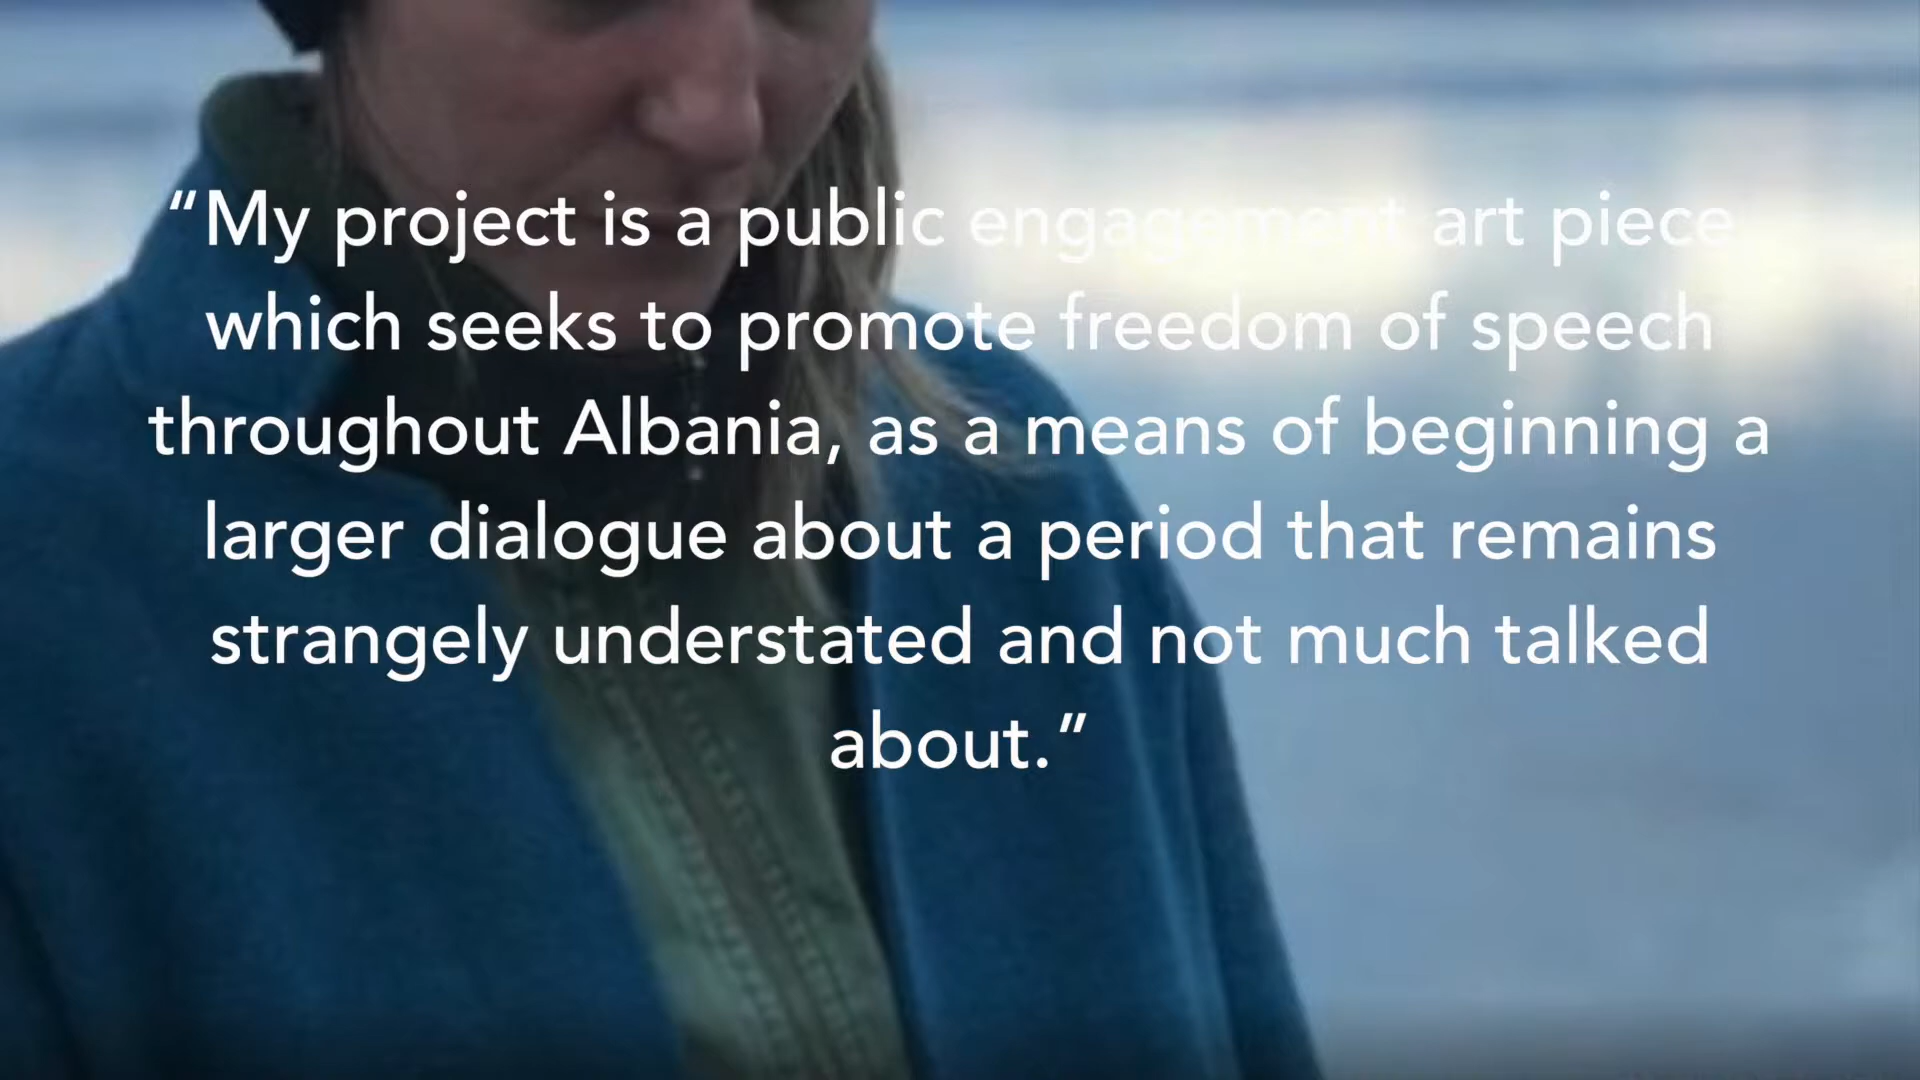 “My project is a public engagement art piece
which seeks to promote freedom of speech
throughout Albania, as a means of beginning a
larger dialogue about a period that remains
strangely understated and not much talked
about.”